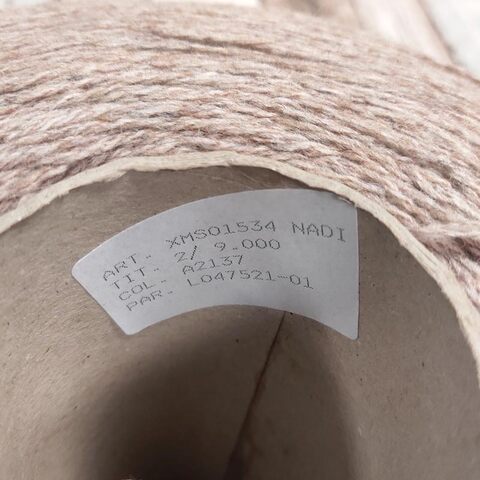 ART. XMS01534 NADI
TIT. 2/ 9.000
COL. A2137
PAR. L047521-01